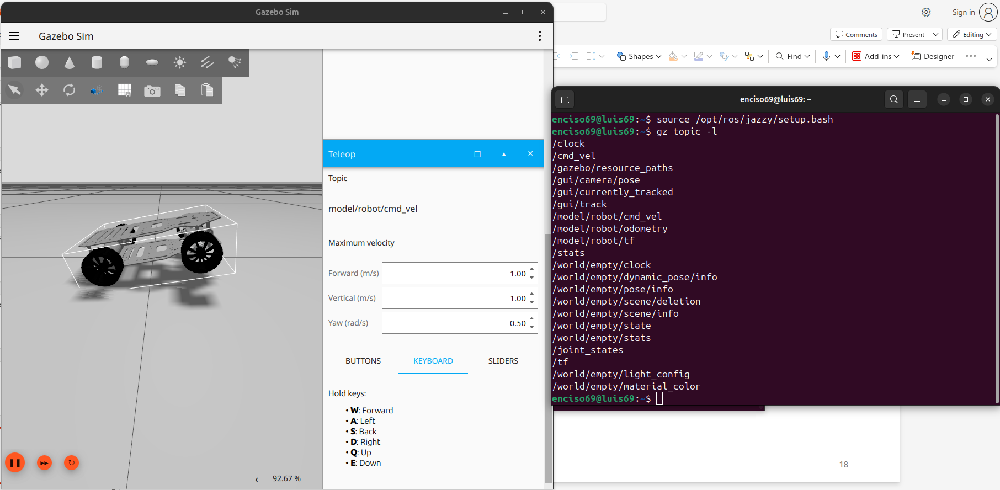 Gazebo Sim
Gazebo Sim
Teleop
Topic
model/robot/cmd_vel
Maximum velocity
Forward (m/s) 1.00
Vertical (m/s) 1.00
Yaw (rad/s) 0.50
BUTTONS KEYBOARD SLIDERS
Hold keys:
• W: Forward
• A: Left
• S: Back
• D: Right
• Q: Up
• E: Down
92.67 %
Sign in
Comments Present Editing
Shapes Find Add-ins Designer
enciso69@luis69: ~
enciso69@luis69:~$ source /opt/ros/jazzy/setup.bash
enciso69@luis69:~$ gz topic -l
/clock
/cmd_vel
/gazebo/resource_paths
/gui/camera/pose
/gui/currently_tracked
/gui/track
/model/robot/cmd_vel
/model/robot/odometry
/model/robot/tf
/stats
/world/empty/clock
/world/empty/dynamic_pose/info
/world/empty/pose/info
/world/empty/scene/deletion
/world/empty/scene/info
/world/empty/state
/world/empty/stats
/joint_states
/tf
/world/empty/light_config
/world/empty/material_color
enciso69@luis69:~$
18